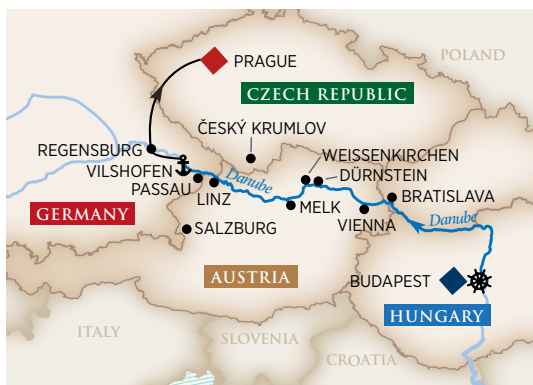 POLAND
PRAGUE
CZECH REPUBLIC
ČESKÝ KRUMLOV
REGENSBURG
WEISSENKIRCHEN
VILSHOFEN
DÜRNSTEIN
PASSAU
Danube
LINZ
BRATISLAVA
MELK
GERMANY
VIENNA
Danube
SALZBURG
AUSTRIA
BUDAPEST
HUNGARY
ITALY
SLOVENIA
CROATIA